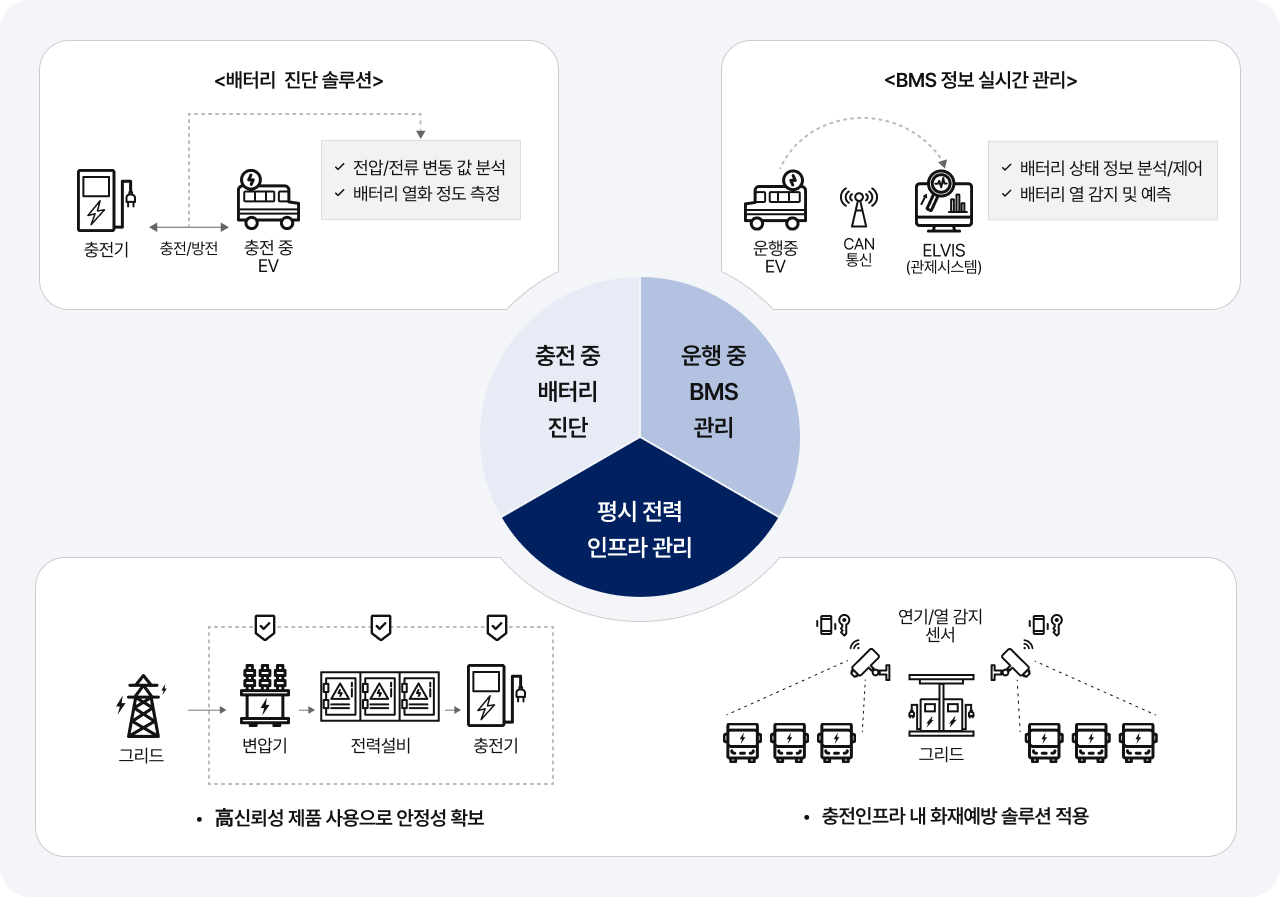 <배터리 진단 솔루션>
전압/전류 변동 값 분석
배터리 열화 정도 측정
충전기
충전/방전
충전 중
EV
<BMS 정보 실시간 관리>
배터리 상태 정보 분석/제어
배터리 열 감지 및 예측
운행중
EV
CAN
통신
ELVIS
(관제시스템)
충전 중
배터리
진단
운행 중
BMS
관리
평시 전력
인프라 관리
그리드
변압기
전력설비
충전기
• 高신뢰성 제품 사용으로 안정성 확보
연기/열 감지
센서
그리드
• 충전인프라 내 화재예방 솔루션 적용